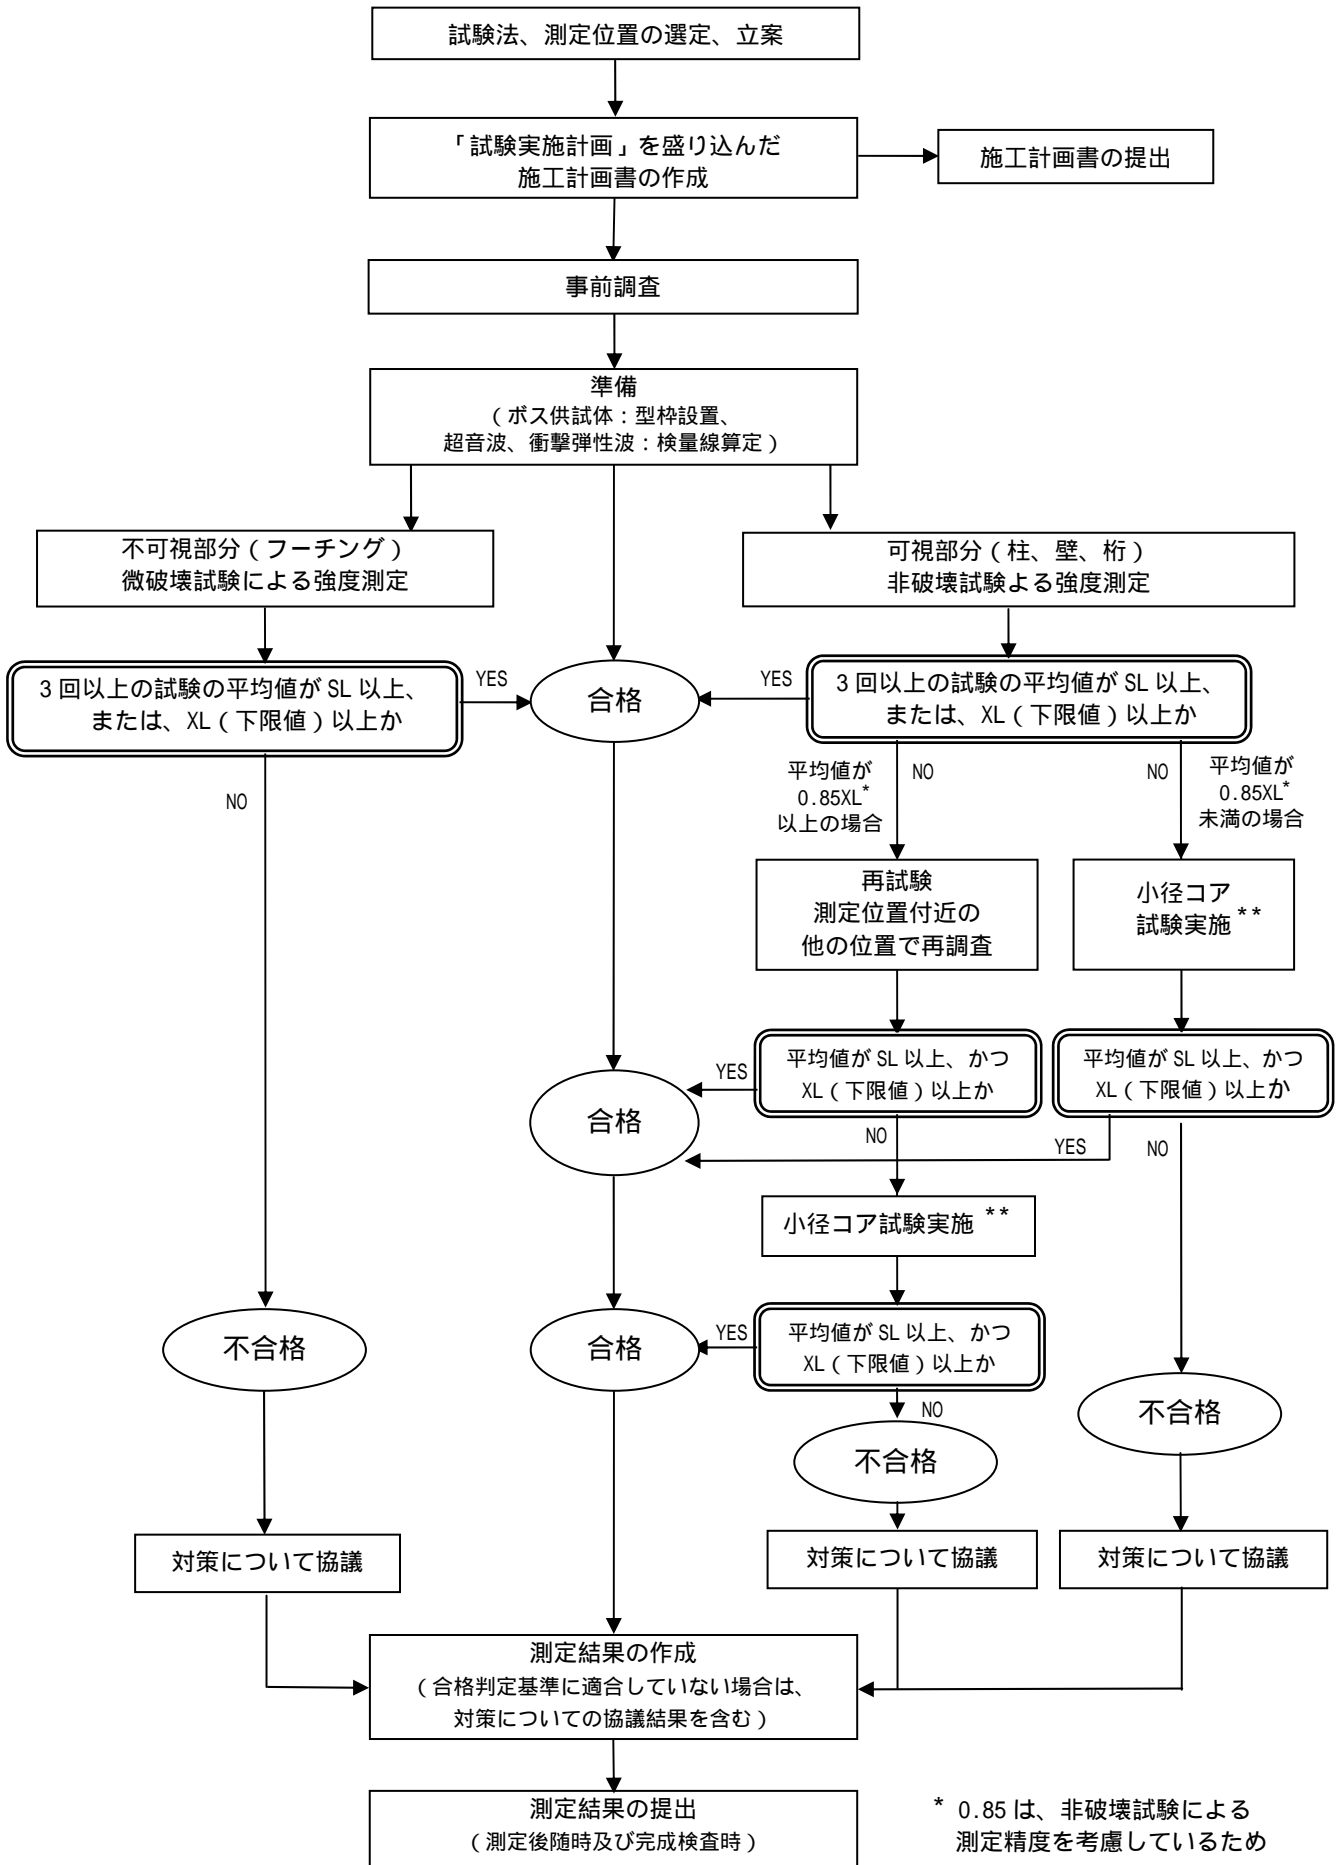 試験法、測定位置の選定、立案
「試験実施計画」を盛り込んだ
施工計画書の作成
施工計画書の提出
事前調査
準備
（ボス供試体：型枠設置、
超音波、衝撃弾性波：検量線算定）
不可視部分（フーチング）
微破壊試験による強度測定
可視部分（柱、壁、桁）
非破壊試験よる強度測定
3 回以上の試験の平均値が SL 以上、
または、XL（下限値）以上か
YES
合格
YES
3 回以上の試験の平均値が SL 以上、
または、XL（下限値）以上か
NO
平均値が
0.85XL*
以上の場合
NO
NO
平均値が
0.85XL*
未満の場合
再試験
測定位置付近の
他の位置で再調査
小径コア
試験実施**
平均値が SL 以上、かつ
XL（下限値）以上か
YES
平均値が SL 以上、かつ
XL（下限値）以上か
合格
NO
YES
NO
小径コア試験実施 **
不合格
合格
YES
平均値が SL 以上、かつ
XL（下限値）以上か
NO
不合格
不合格
対策について協議
対策について協議
対策について協議
測定結果の作成
（合格判定基準に適合していない場合は、
対策についての協議結果を含む）
測定結果の提出
（測定後随時及び完成検査時）
* 0.85 は、非破壊試験による
測定精度を考慮しているため